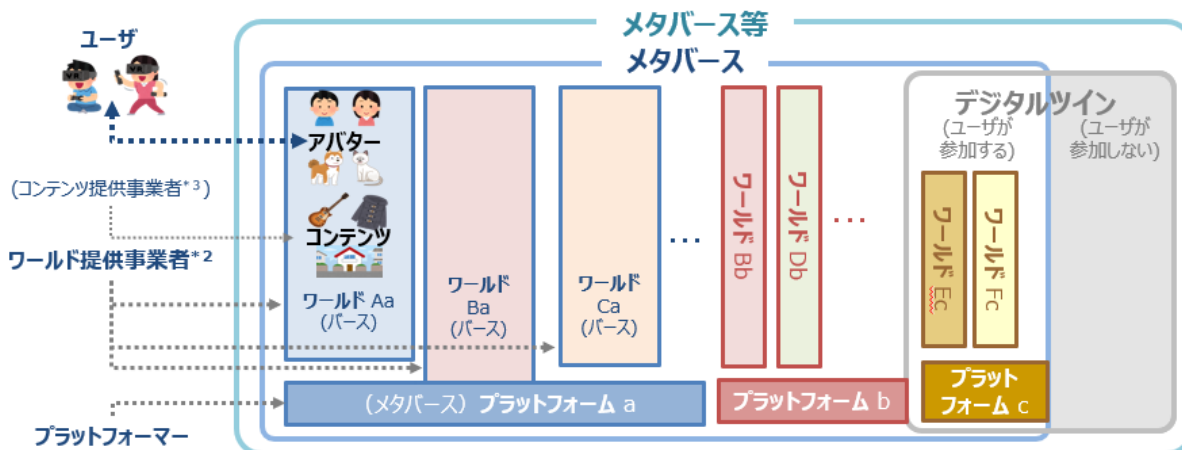 メタバース等
ユーザ
メタバース
デジタルツイン
(ユーザが
参加する)
(ユーザが
参加しない)
アバター
(コンテンツ提供事業者*3)
コンテンツ
ワールド提供事業者*2
ワールド Aa
(バース)
ワールド
Ba
(バース)
ワールド
Ca
(バース)
…
ワールド Bb
ワールド Db
…
ワールド Ec
ワールド Fc
(メタバース) プラットフォーム a
プラットフォーム b
プラット
フォーム c
プラットフォーマー